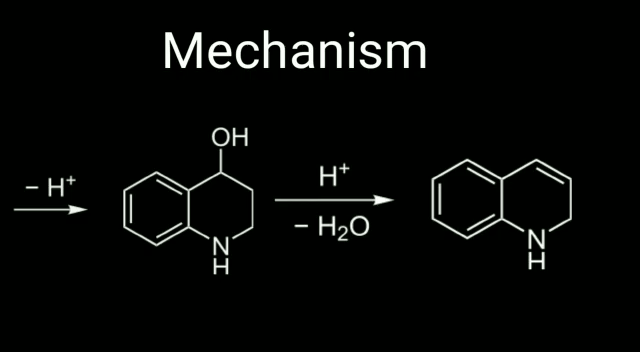 Mechanism
OH
– H⁺
H⁺
– H₂O
N
H
N
H